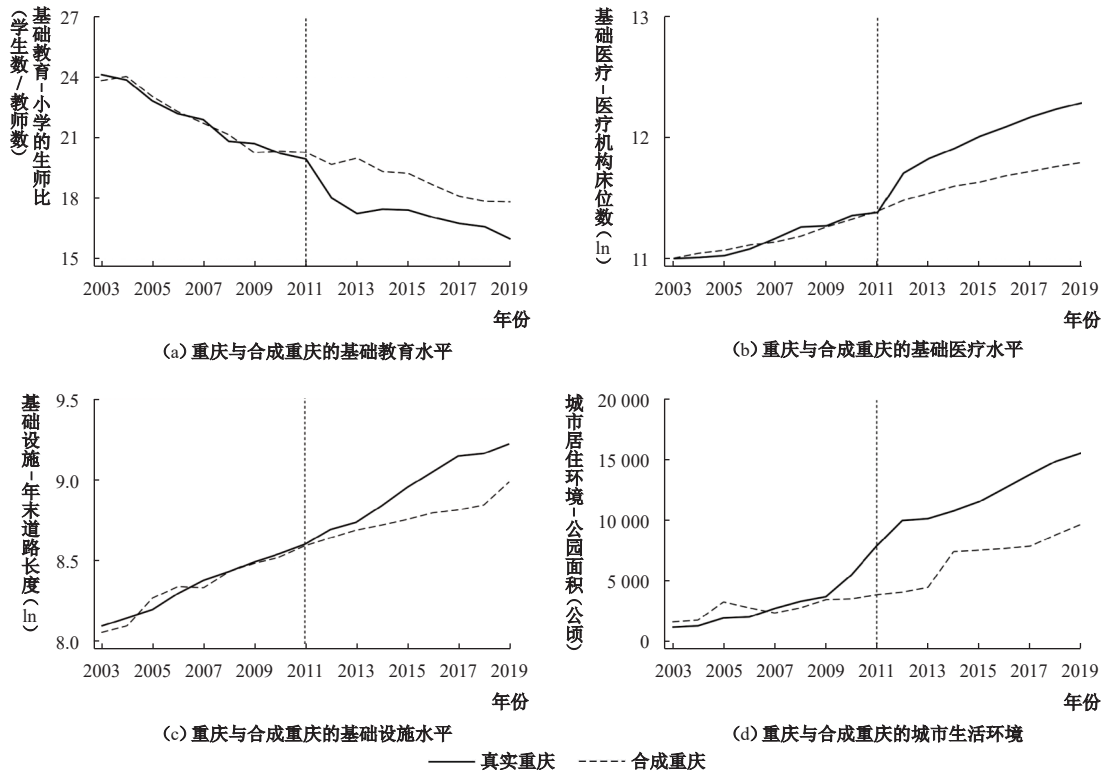 基础教育-小学的生师比
(学生数/教师数)
27
24
21
18
15
2003 2005 2007 2009 2011 2013 2015 2017 2019
年份
(a)重庆与合成重庆的基础教育水平
基础医疗-医疗机构床位数(ln)
13
12
11
2003 2005 2007 2009 2011 2013 2015 2017 2019
年份
(b)重庆与合成重庆的基础医疗水平
基础设施-年末道路长度(ln)
9.5
9.0
8.5
8.0
2003 2005 2007 2009 2011 2013 2015 2017 2019
年份
(c)重庆与合成重庆的基础设施水平
城市居住环境-公园面积(公顷)
20 000
15 000
10 000
5 000
0
2003 2005 2007 2009 2011 2013 2015 2017 2019
年份
(d)重庆与合成重庆的城市生活环境
真实重庆 合成重庆